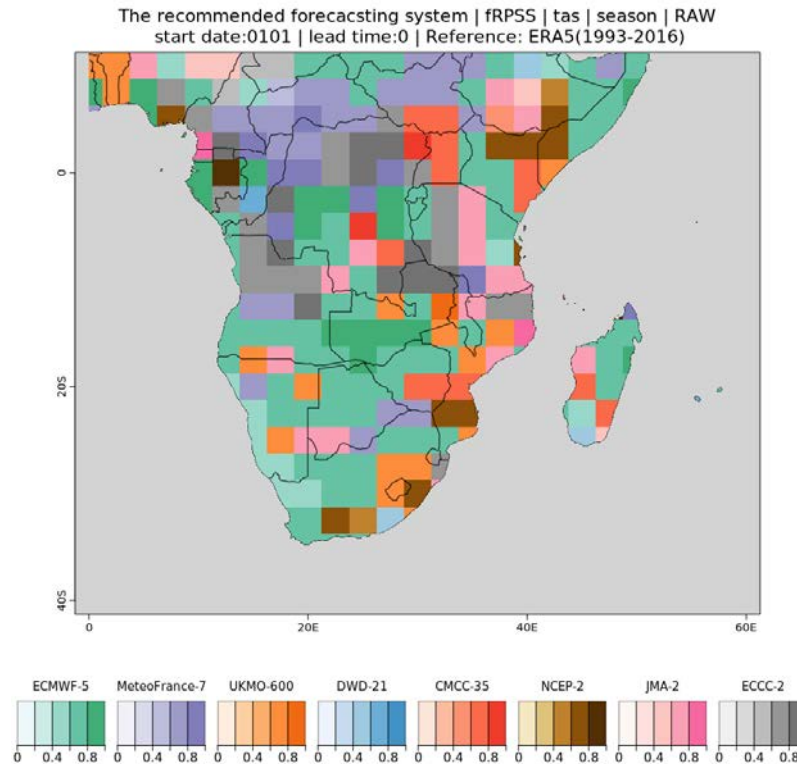 The recommended forecacsting system | fRPSS | tas | season | RAW
start date:0101 | lead time:0 | Reference: ERA5(1993-2016)
0
20S
40S
0 20E 40E 60E
ECMWF-5 MeteoFrance-7 UKMO-600 DWD-21 CMCC-35 NCEP-2 JMA-2 ECCC-2
0 0.4 0.8 0 0.4 0.8 0 0.4 0.8 0 0.4 0.8 0 0.4 0.8 0 0.4 0.8 0 0.4 0.8 0 0.4 0.8